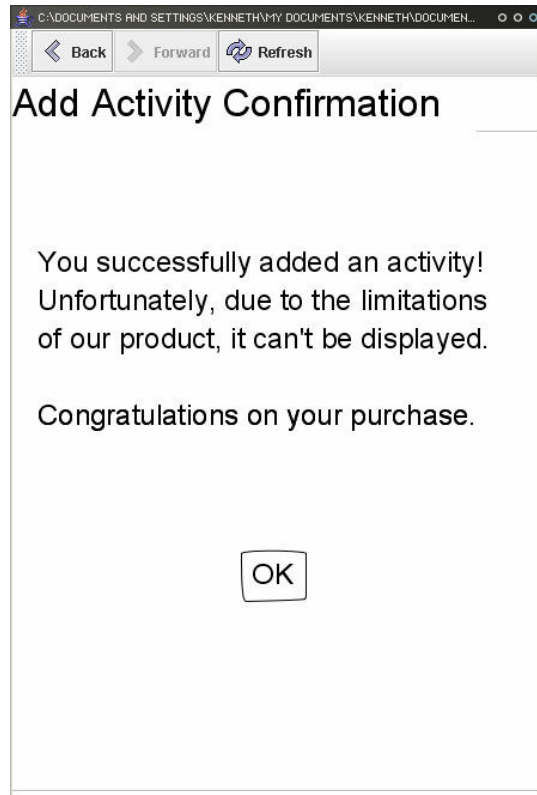 C:\DOCUMENTS AND SETTINGS\KENNETH\MY DOCUMENTS\KENNETH\DOCUMEN...
Back Forward Refresh
Add Activity Confirmation
You successfully added an activity!
Unfortunately, due to the limitations
of our product, it can't be displayed.
Congratulations on your purchase.
OK